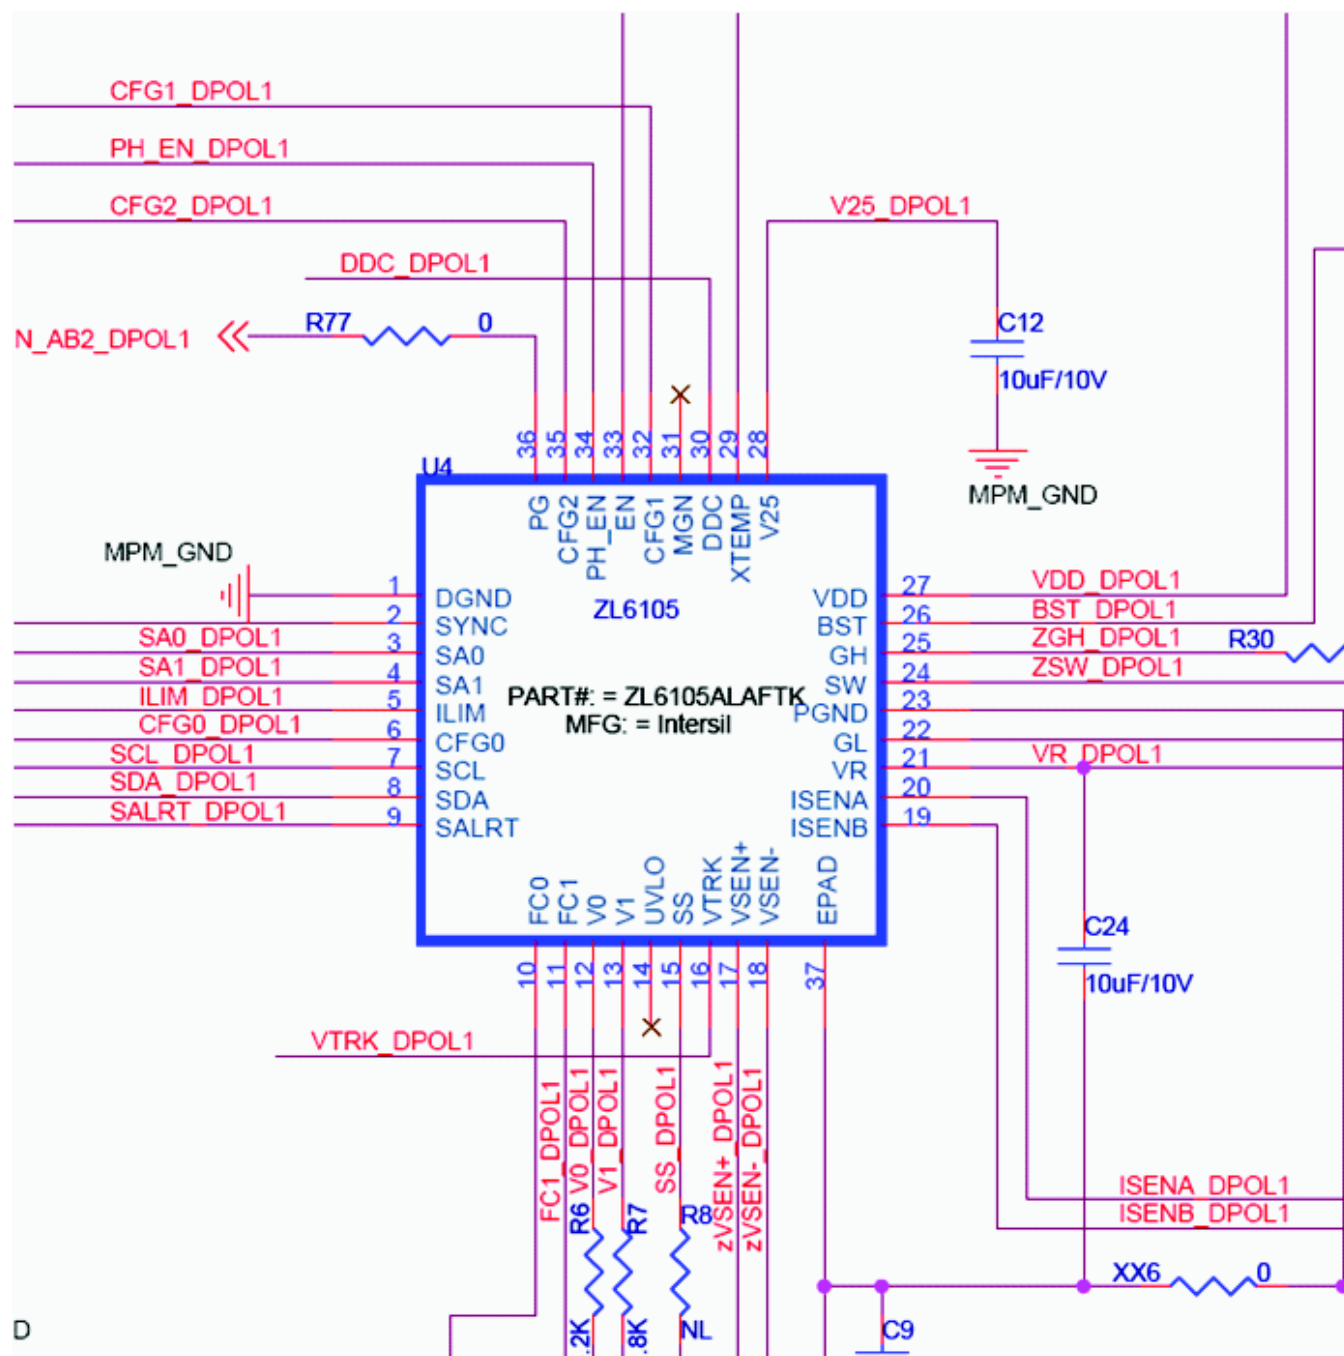 CFG1_DPOL1
PH_EN_DPOL1
CFG2_DPOL1
V25_DPOL1
DDC_DPOL1
R77 0
N_AB2_DPOL1
C12
10uF/10V
MPM_GND
36 35 34 33 32 31 30 29 28
U4
PG CFG2 PH_EN EN CFG1 MGN DDC XTEMP V25
MPM_GND
ZL6105
1 DGND
2 SYNC
SA0_DPOL1 3 SA0
SA1_DPOL1 4 SA1
ILIM_DPOL1 5 ILIM
CFG0_DPOL1 6 CFG0
SCL_DPOL1 7 SCL
SDA_DPOL1 8 SDA
SALRT_DPOL1 9 SALRT
PART#: = ZL6105ALAFTK
MFG: = Intersil
VDD 27 VDD_DPOL1
BST 26 BST_DPOL1
GH 25 ZGH_DPOL1 R30
SW 24 ZSW_DPOL1
PGND 23
GL 22
VR 21 VR_DPOL1
ISENA 20
ISENB 19
FC0 FC1 V0 V1 UVLO SS VTRK VSEN+ VSEN- EPAD
10 11 12 13 14 15 16 17 18 37
C24
10uF/10V
VTRK_DPOL1
FC1_DPOL1
V0_DPOL1
V1_DPOL1
SS_DPOL1
zVSEN+_DPOL1
zVSEN-_DPOL1
ISENA_DPOL1
ISENB_DPOL1
R6 R7 R8
XX6 0
.2K .8K NL
C9
D